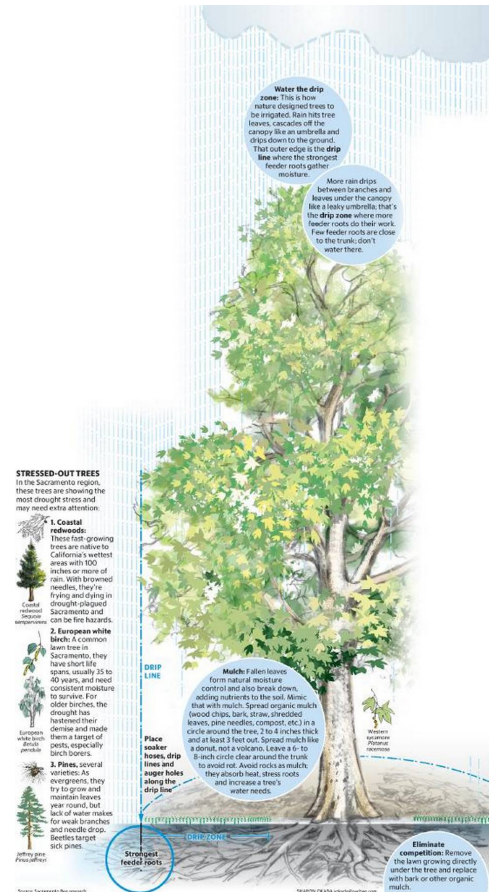 Water the drip
zone: This is how
nature designed trees to
be irrigated. Rain hits tree
leaves, cascades off the
canopy like an umbrella and
drips down to the ground.
That outer edge is the drip
line where the strongest
feeder roots gather
moisture.
More rain drips
between branches and
leaves under the canopy
like a leaky umbrella; that's
the drip zone where more
feeder roots do their work.
Few feeder roots are close
to the trunk; don't
water there.
STRESSED-OUT TREES
In the Sacramento region,
these trees are showing the
most drought stress and
may need extra attention:
1. Coastal
redwoods:
These fast-growing
trees are native to
California's wettest
areas with 100
inches or more of
rain. With browned
needles, they're
frying and dying in
drought-plagued
Sacramento and
can be fire hazards.
Coastal
redwood
Sequoia
sempervirens
2. European white
birch: A common
lawn tree in
Sacramento, they
have short life
spans, usually 35 to
40 years, and need
consistent moisture
to survive. For
older birches, the
drought has
hastened their
demise and made
them a target of
pests, especially
birch borers.
European
white birch
Betula
pendula
3. Pines, several
varieties: As
evergreens, they
try to grow and
maintain leaves
year round, but
lack of water makes
for weak branches
and needle drop.
Beetles target
sick pines.
Jeffrey pine
Pinus jeffreyi
DRIP
LINE
Place
soaker
hoses, drip
lines and
auger holes
along the
drip line
Mulch: Fallen leaves
form natural moisture
control and also break down,
adding nutrients to the soil. Mimic
that with mulch. Spread organic mulch
(wood chips, bark, straw, shredded
leaves, pine needles, compost, etc.) in a
circle around the tree, 2 to 4 inches thick
and at least 3 feet out. Spread mulch like
a donut, not a volcano. Leave a 6- to
8-inch circle clear around the trunk
to avoid rot. Avoid rocks as mulch;
they absorb heat, stress roots
and increase a tree's
water needs.
Western
sycamore
Platanus
racemosa
DRIP ZONE
Strongest
feeder roots
Eliminate
competition: Remove
the lawn growing directly
under the tree and replace
with bark or other organic
mulch.